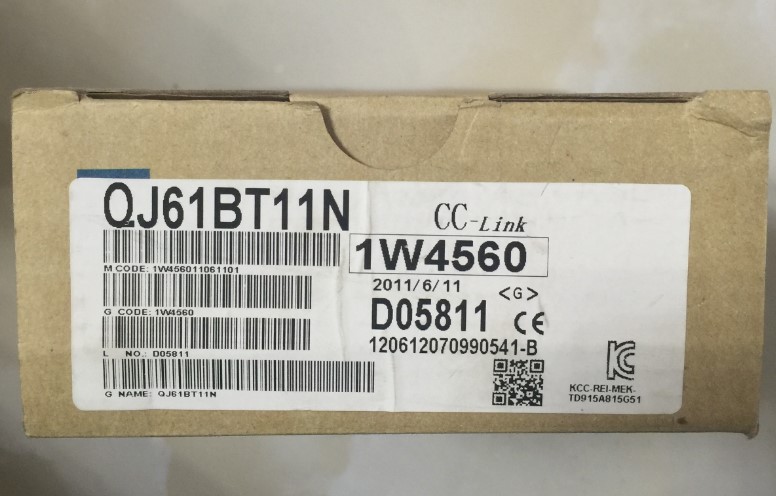 QJ61BT11N
CC-Link
M CODE: 1W456011061101
1W4560
2011/6/11
<G>
G CODE: 1W4560
D05811 CE
L NO.: D05811
120612070990541-B
G NAME: QJ61BT11N
KCC-REI-MEK-
TD915A815G51